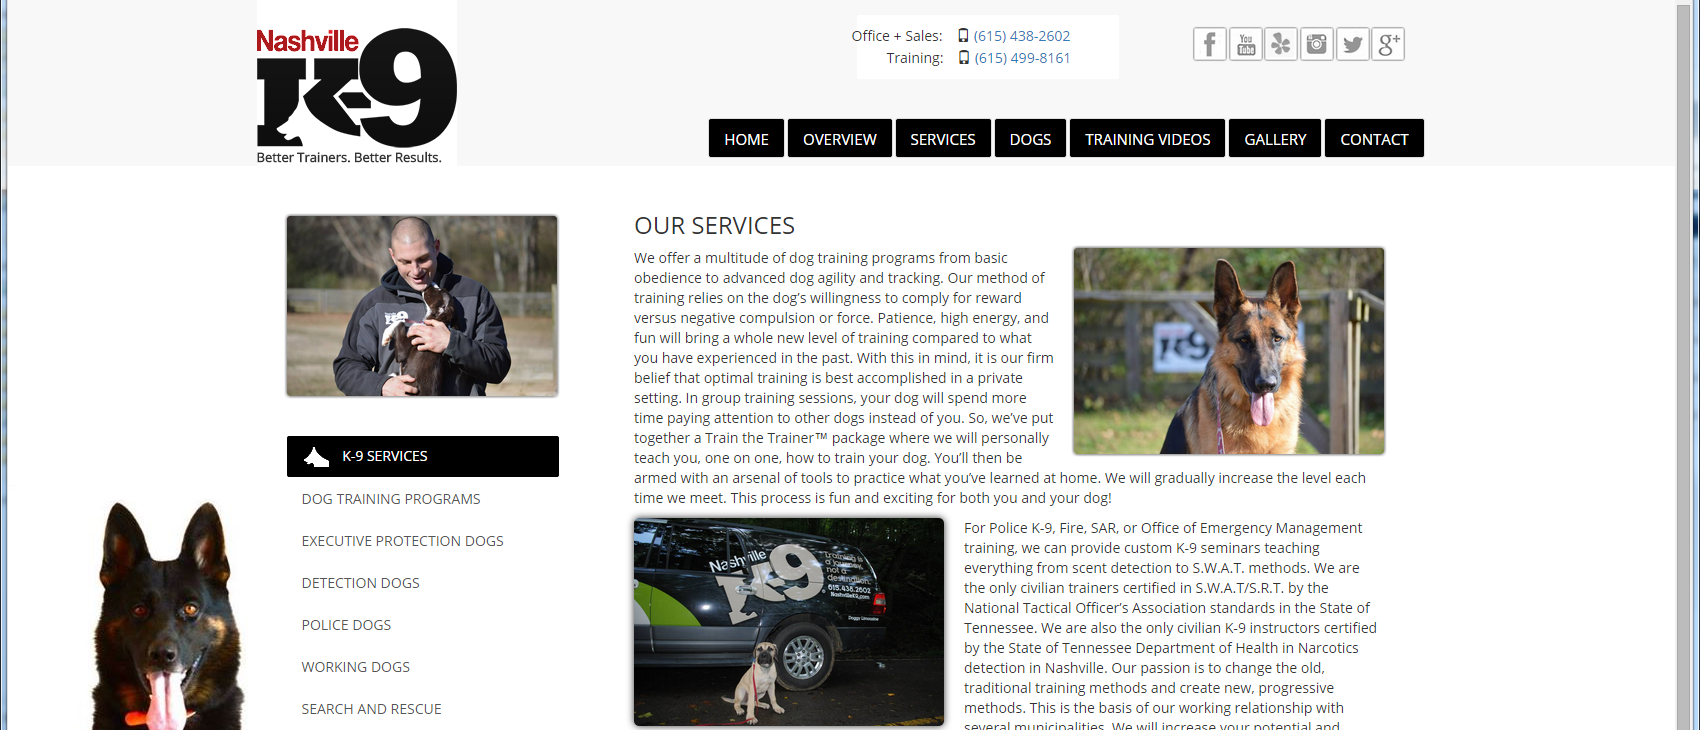 Nashville
K-9
Better Trainers. Better Results.
Office + Sales: (615) 438-2602
Training: (615) 499-8161
f
You Tube
g+
HOME
OVERVIEW
SERVICES
DOGS
TRAINING VIDEOS
GALLERY
CONTACT
K-9
K-9 SERVICES
DOG TRAINING PROGRAMS
EXECUTIVE PROTECTION DOGS
DETECTION DOGS
POLICE DOGS
WORKING DOGS
SEARCH AND RESCUE
OUR SERVICES
We offer a multitude of dog training programs from basic
obedience to advanced dog agility and tracking. Our method of
training relies on the dog’s willingness to comply for reward
versus negative compulsion or force. Patience, high energy, and
fun will bring a whole new level of training compared to what
you have experienced in the past. With this in mind, it is our firm
belief that optimal training is best accomplished in a private
setting. In group training sessions, your dog will spend more
time paying attention to other dogs instead of you. So, we’ve put
together a Train the Trainer™ package where we will personally
teach you, one on one, how to train your dog. You’ll then be
armed with an arsenal of tools to practice what you’ve learned at home. We will gradually increase the level each
time we meet. This process is fun and exciting for both you and your dog!
K-9
Nashville
K-9
Training is
a journey,
not a
destination.
615.438.2602
NashvilleK9.com
Doggy Limousine
For Police K-9, Fire, SAR, or Office of Emergency Management
training, we can provide custom K-9 seminars teaching
everything from scent detection to S.W.A.T. methods. We are
the only civilian trainers certified in S.W.A.T/S.R.T. by the
National Tactical Officer’s Association standards in the State of
Tennessee. We are also the only civilian K-9 instructors certified
by the State of Tennessee Department of Health in Narcotics
detection in Nashville. Our passion is to change the old,
traditional training methods and create new, progressive
methods. This is the basis of our working relationship with
several municipalities. We will increase your potential and